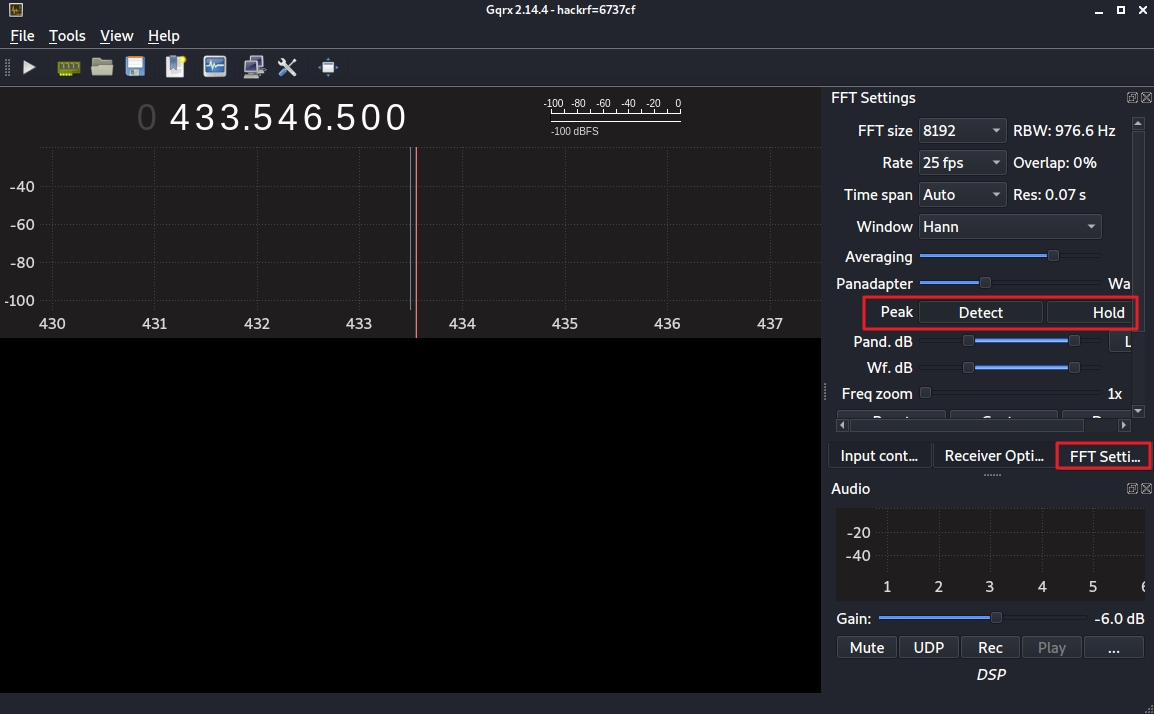 Gqrx 2.14.4 - hackrf=6737cf
File Tools View Help
0 433.546.500
-100 -80 -60 -40 -20 0
-100 dBFS
-40
-60
-80
-100
430 431 432 433 434 435 436 437
FFT Settings
FFT size 8192 RBW: 976.6 Hz
Rate 25 fps Overlap: 0%
Time span Auto Res: 0.07 s
Window Hann
Averaging
Panadapter Wa
Peak Detect Hold
Pand. dB L
Wf. dB
Freq zoom 1x
Input cont... Receiver Opti... FFT Setti...
Audio
-20
-40
1 2 3 4 5
Gain: -6.0 dB
Mute UDP Rec Play ...
DSP